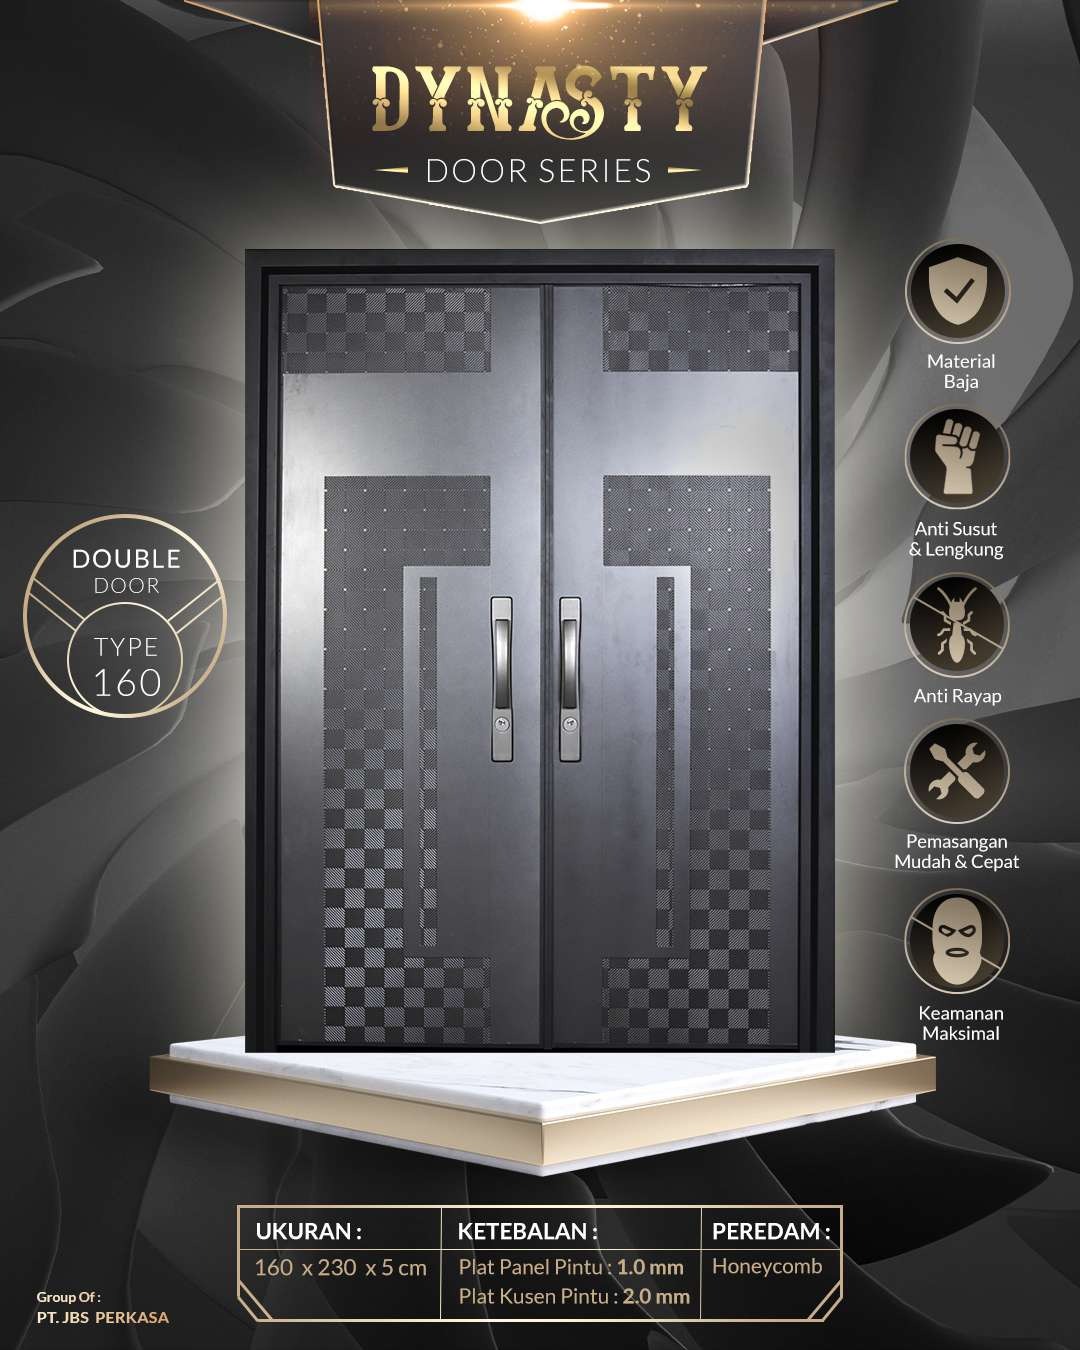 DYNASTY
DOOR SERIES
DOUBLE
DOOR
TYPE
160
Material
Baja
Anti Susut
& Lengkung
Anti Rayap
Pemasangan
Mudah & Cepat
Keamanan
Maksimal
UKURAN :
160 x 230 x 5 cm
KETEBALAN :
Plat Panel Pintu : 1.0 mm
Plat Kusen Pintu : 2.0 mm
PEREDAM :
Honeycomb
Group Of :
PT. JBS PERKASA